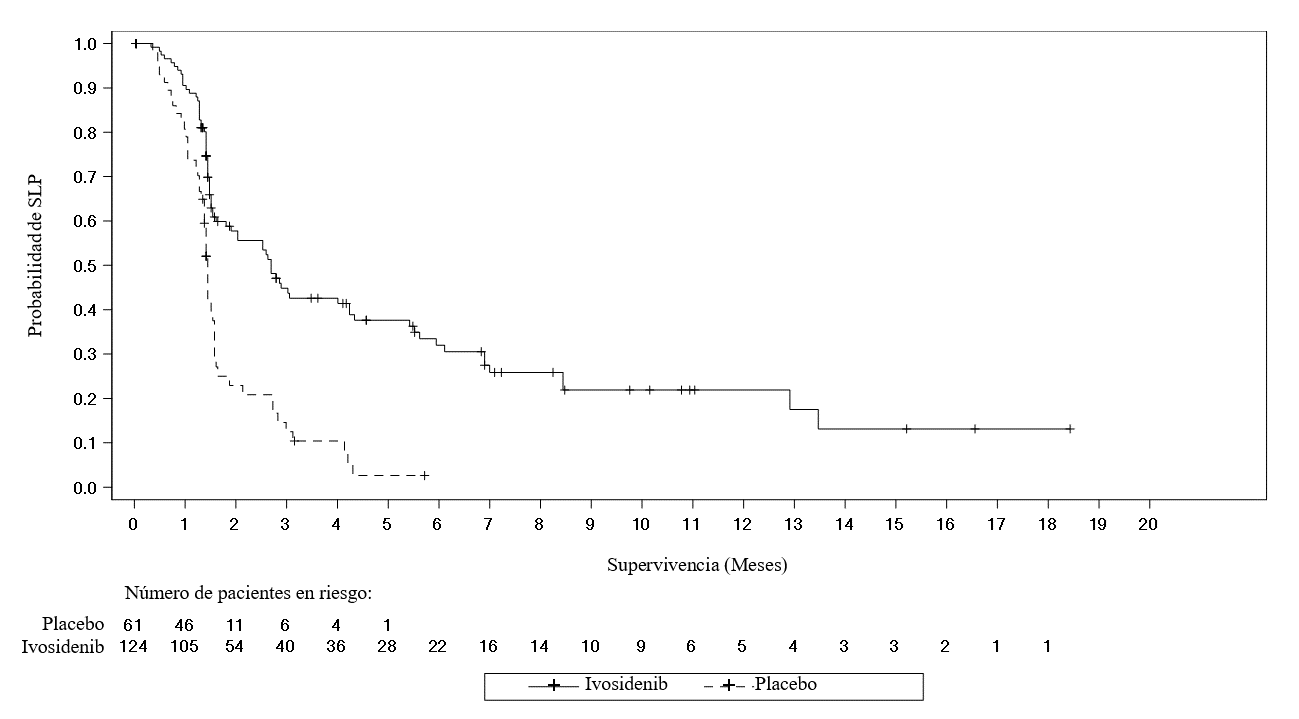 1.0
0.9
0.8
0.7
0.6
0.5
0.4
0.3
0.2
0.1
0.0
Probabilidad de SLP
0 1 2 3 4 5 6 7 8 9 10 11 12 13 14 15 16 17 18 19 20
Supervivencia (Meses)
Número de pacientes en riesgo:
Placebo 61 46 11 6 4 1
Ivosidenib 124 105 54 40 36 28 22 16 14 10 9 6 5 4 3 3 2 1 1
Ivosidenib Placebo